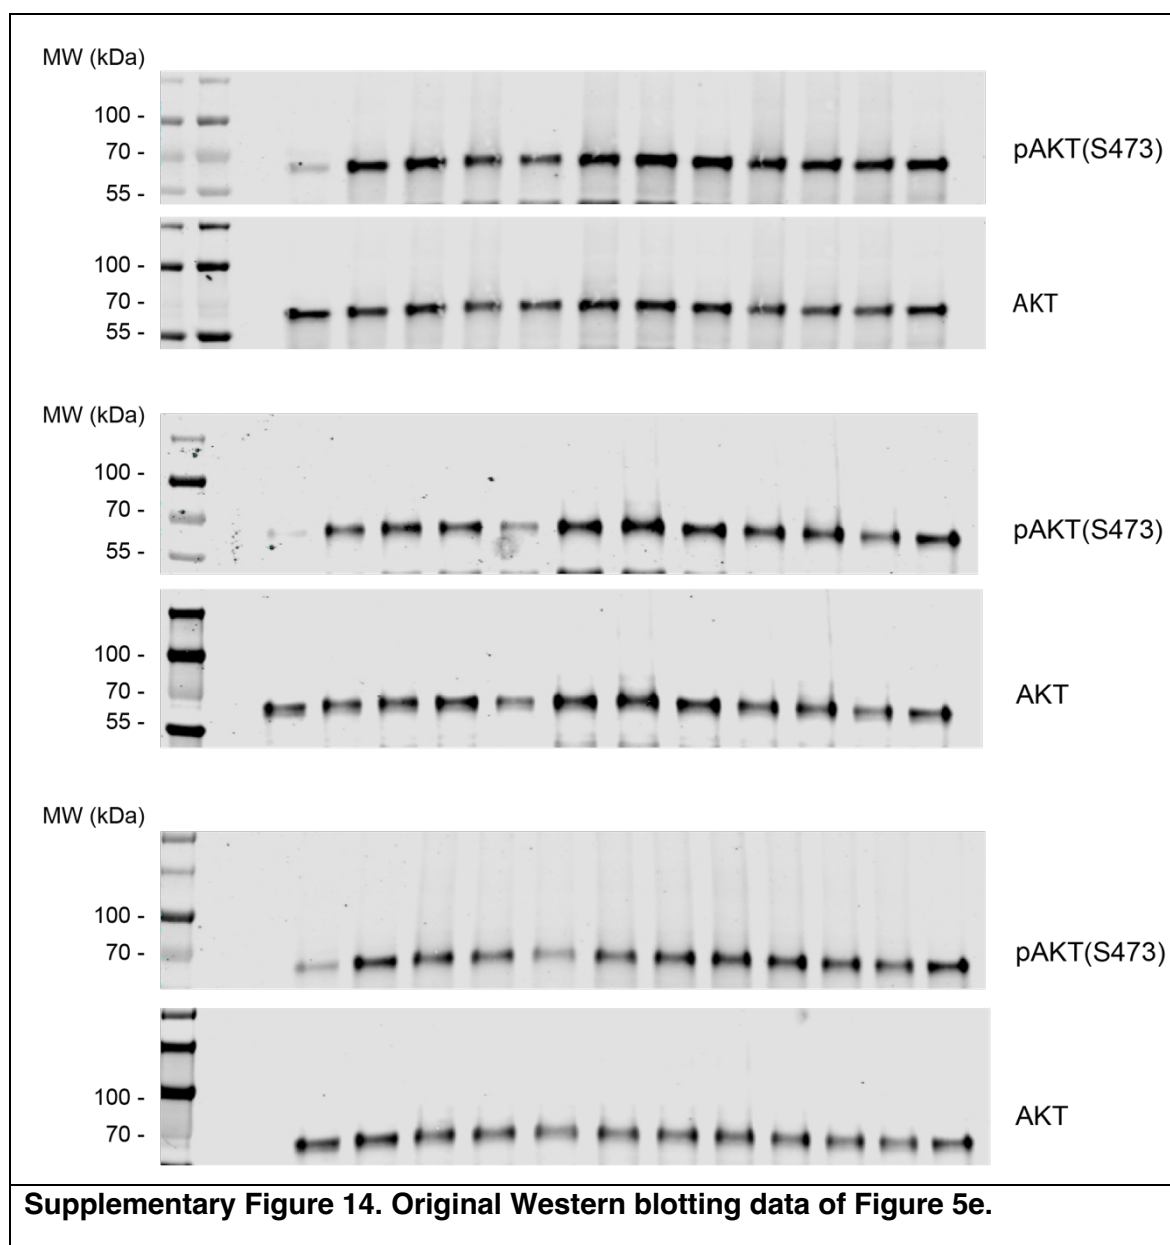 MW (kDa)
100 -
70 -
55 -
pAKT(S473)
100 -
70 -
55 -
AKT
MW (kDa)
100 -
70 -
55 -
pAKT(S473)
100 -
70 -
55 -
AKT
MW (kDa)
100 -
70 -
pAKT(S473)
100 -
70 -
AKT
Supplementary Figure 14. Original Western blotting data of Figure 5e.